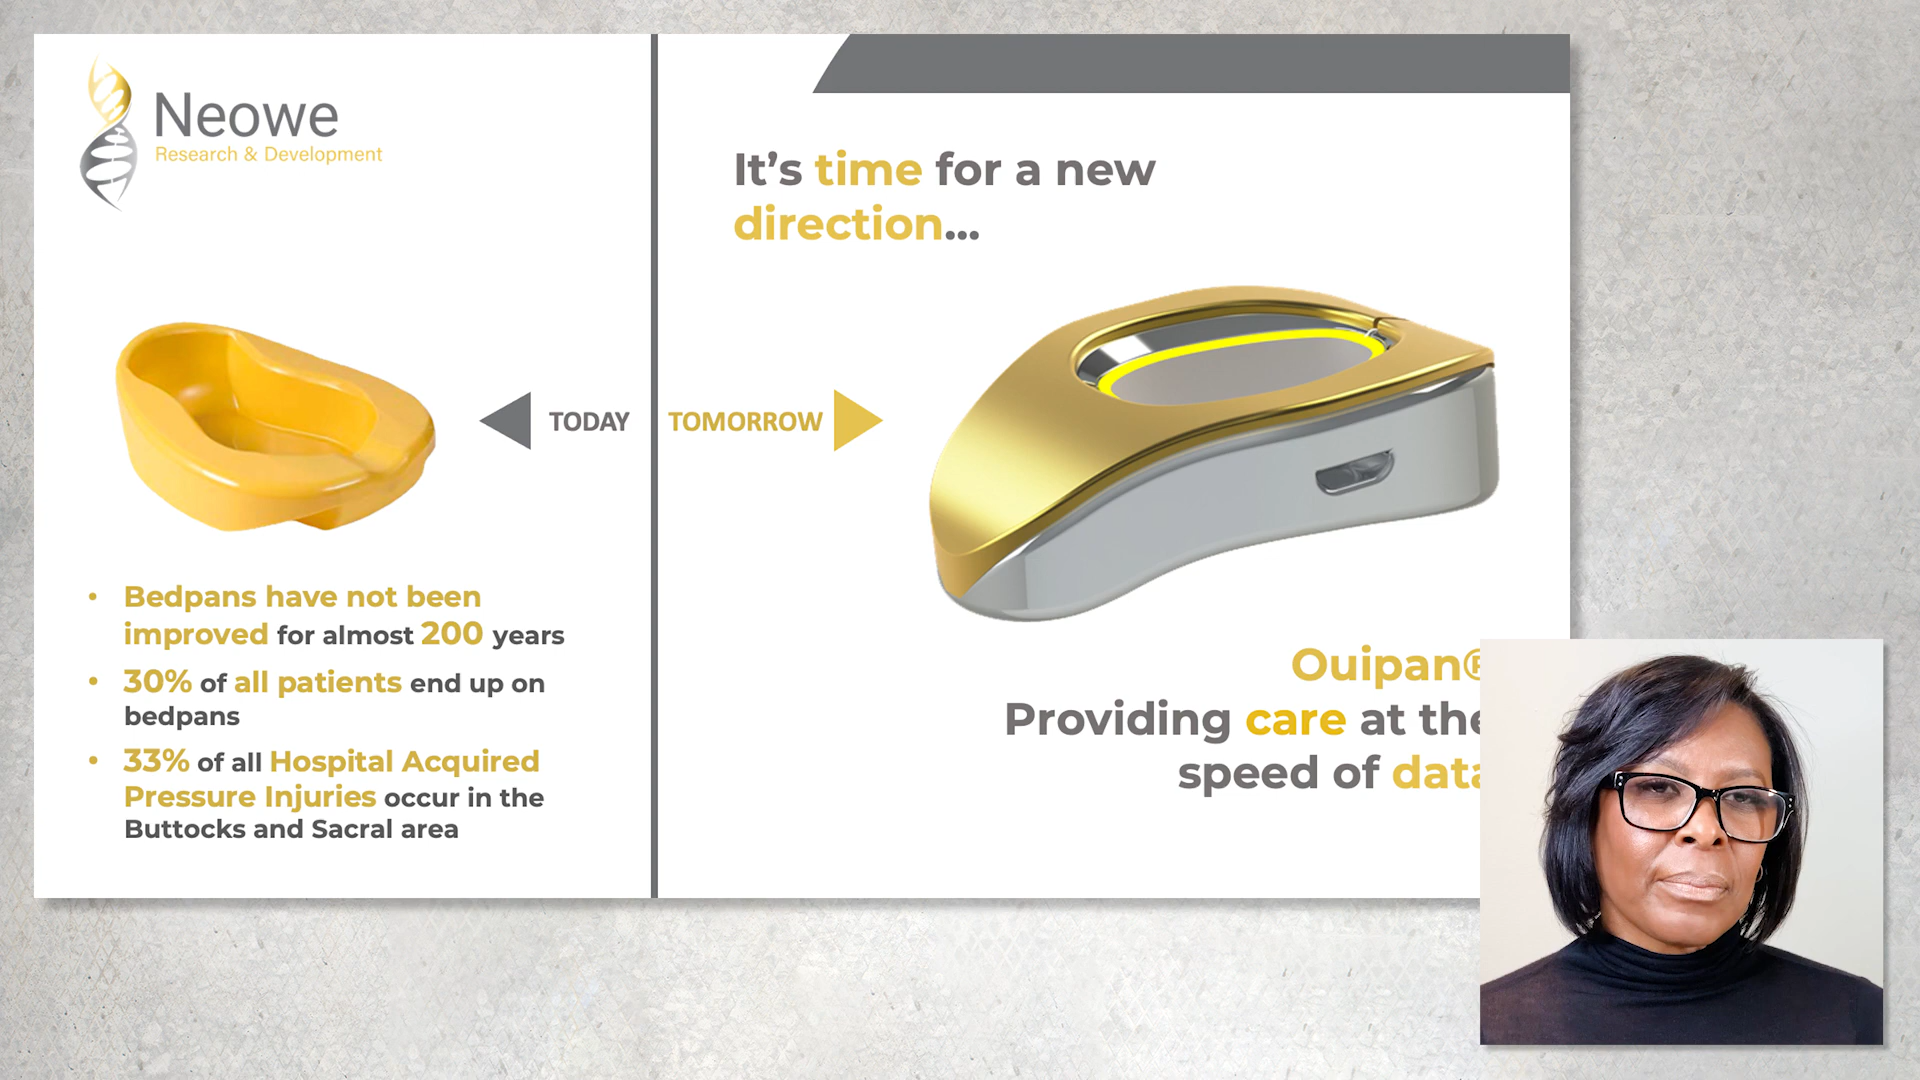 Neowe
Research & Development
It's time for a new
direction...
TODAY
TOMORROW
• Bedpans have not been
improved for almost 200 years
• 30% of all patients end up on
bedpans
• 33% of all Hospital Acquired
Pressure Injuries occur in the
Buttocks and Sacral area
Ouipan®
Providing care at the
speed of data